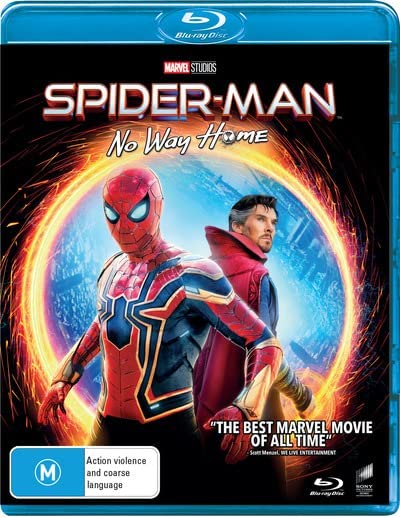 Blu-ray Disc
MARVEL STUDIOS
SPIDER-MAN
TM
No Way Home
"THE BEST MARVEL MOVIE
OF ALL TIME"
- Scott Menzel, WE LIVE ENTERTAINMENT
M
Action violence
and coarse
language
Blu-ray Disc
SONY